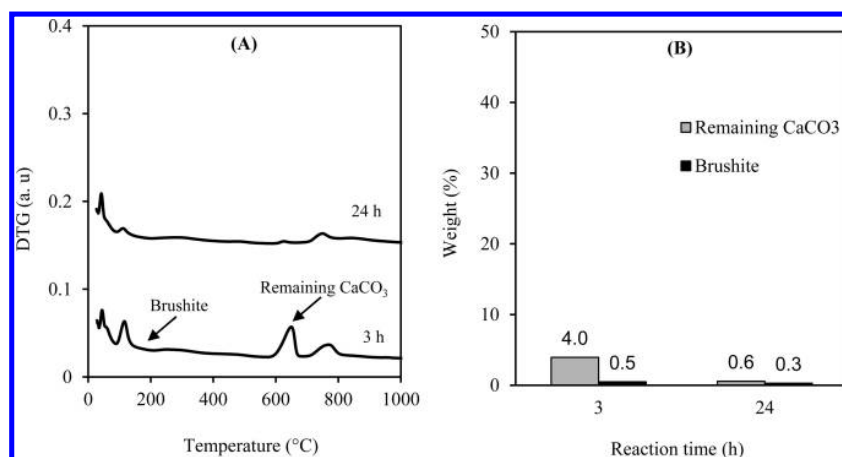 (A)
0.4
0.3
0.2
0.1
0
DTG (a. u)
24 h
Brushite
Remaining CaCO₃
3 h
0 200 400 600 800 1000
Temperature (°C)
(B)
50
40
30
20
10
0
Weight (%)
Remaining CaCO3
Brushite
4.0 0.5 0.6 0.3
3 24
Reaction time (h)